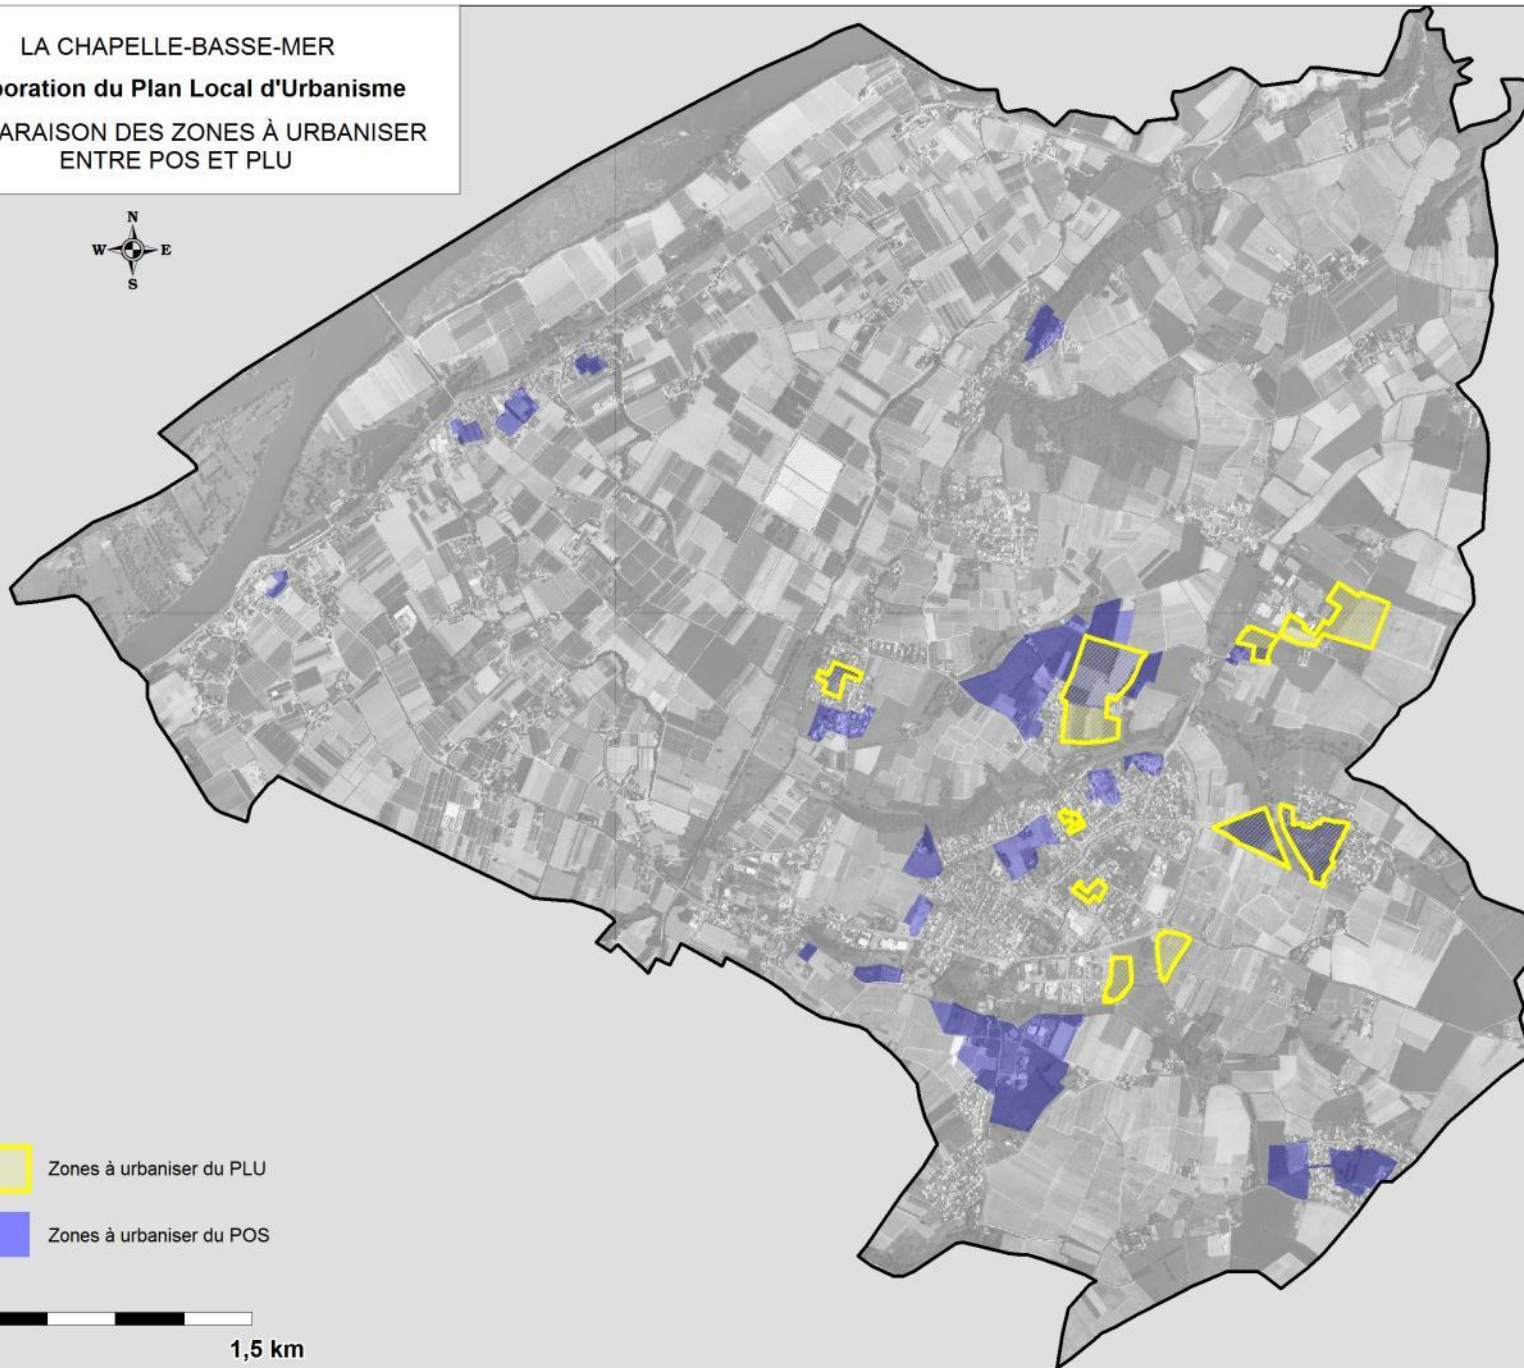 LA CHAPELLE-BASSE-MER
oration du Plan Local d'Urbanisme
ARAISON DES ZONES À URBANISER
ENTRE POS ET PLU
N
W E
S
Zones à urbaniser du PLU
Zones à urbaniser du POS
1,5 km